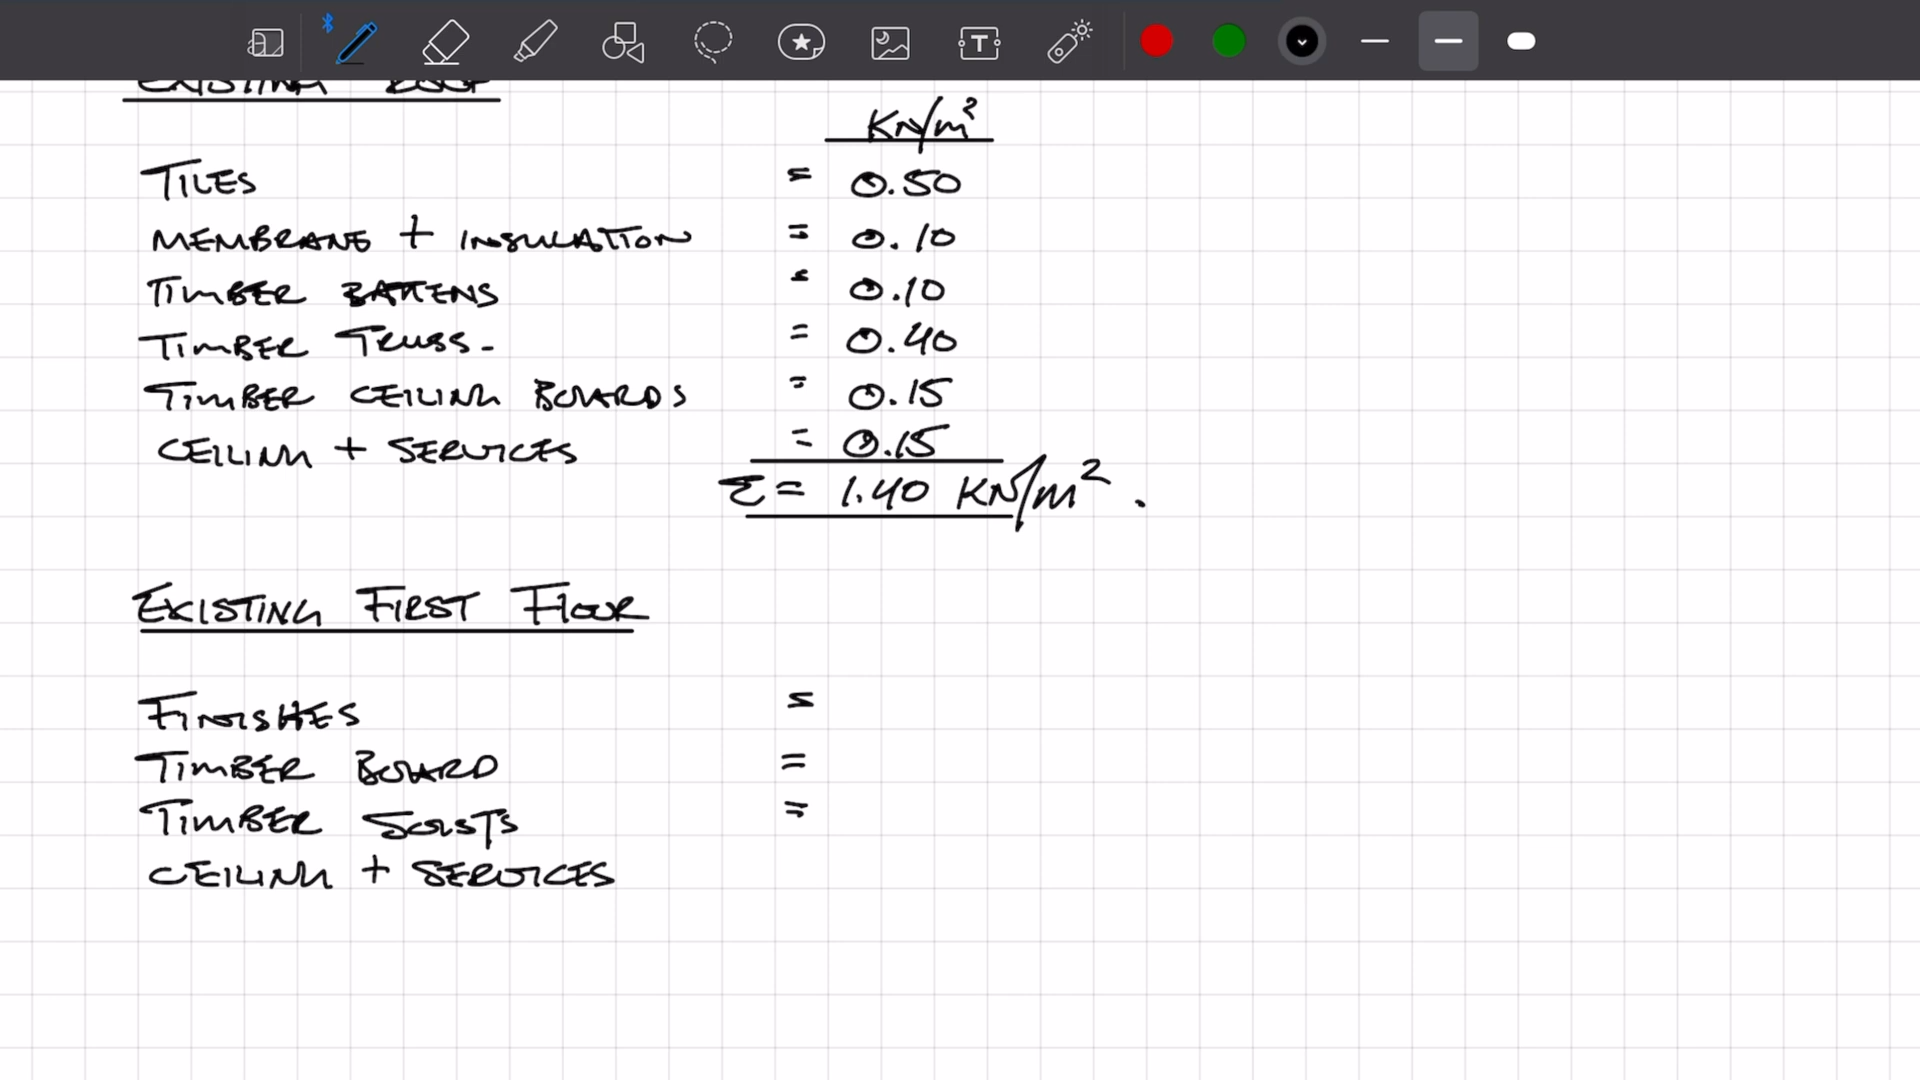 EXISTING ROOF
KN/m²
TILES = 0.50
MEMBRANE + INSULATION = 0.10
TIMBER BATTENS = 0.10
TIMBER TRUSS. = 0.40
TIMBER CEILING BOARDS = 0.15
CEILING + SERVICES = 0.15
Σ = 1.40 KN/m².
EXISTING FIRST FLOOR
FINISHES =
TIMBER BOARD =
TIMBER JOISTS =
CEILING + SERVICES